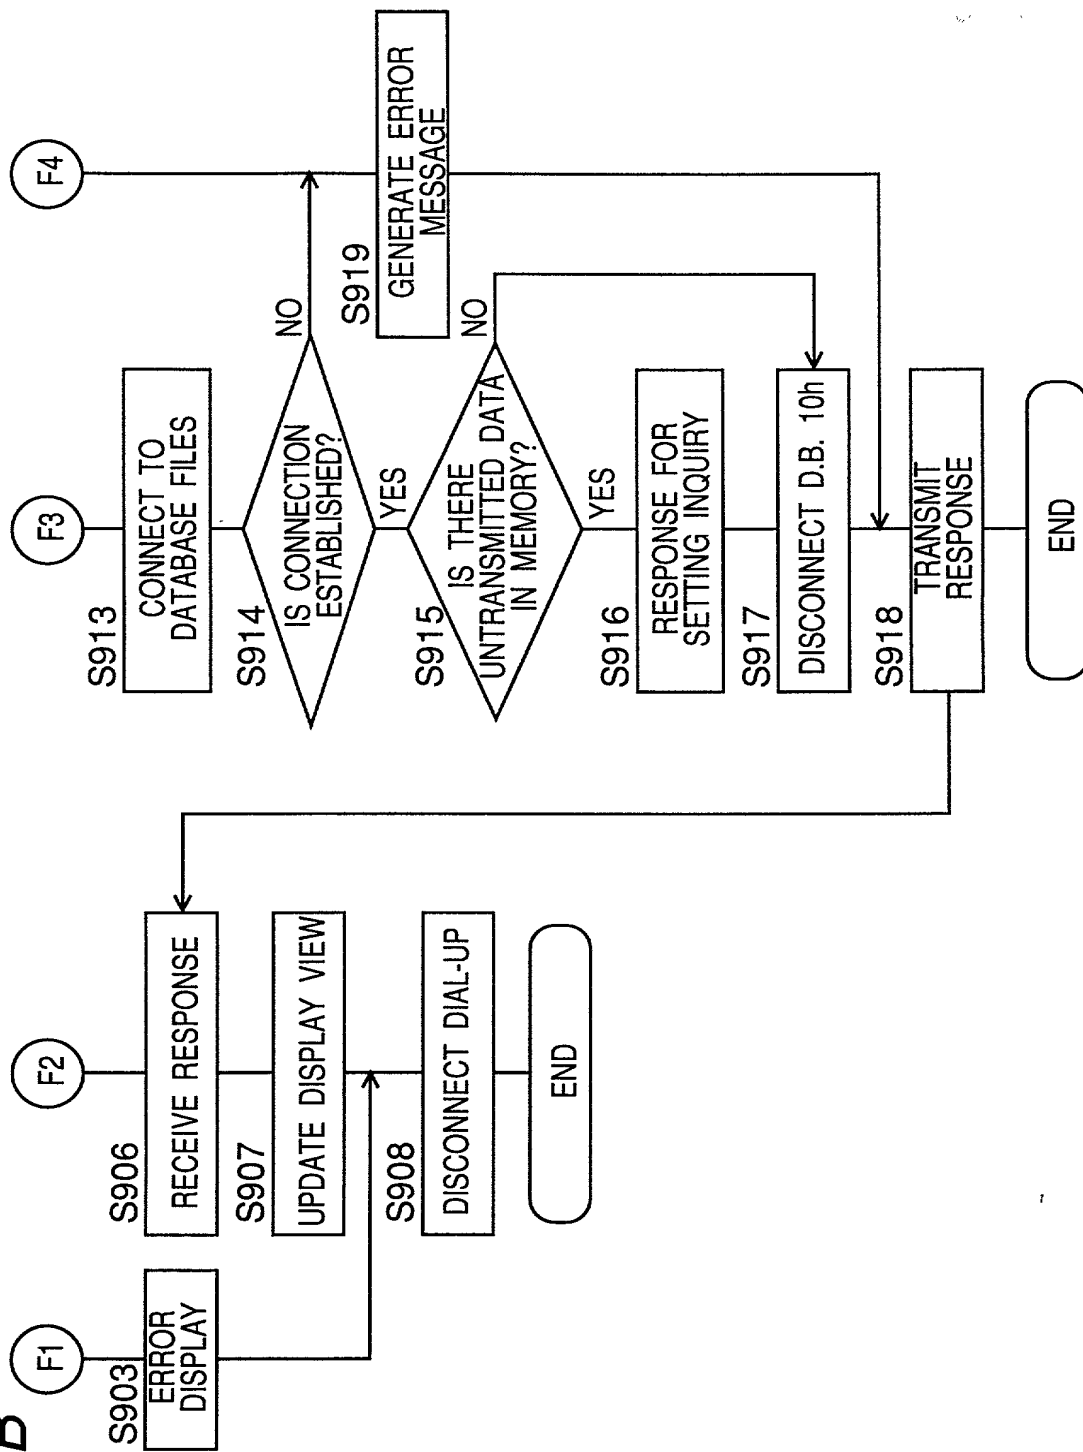 B
F1
S903
ERROR
DISPLAY
F2
S906
RECEIVE RESPONSE
S907
UPDATE DISPLAY VIEW
S908
DISCONNECT DIAL-UP
END
F3
S913
CONNECT TO
DATABASE FILES
S914
IS CONNECTION
ESTABLISHED?
NO
YES
S915
IS THERE
UNTRANSMITTED DATA
IN MEMORY?
NO
YES
S916
RESPONSE FOR
SETTING INQUIRY
S917
DISCONNECT D.B. 10h
S918
TRANSMIT
RESPONSE
END
F4
S919
GENERATE ERROR
MESSAGE